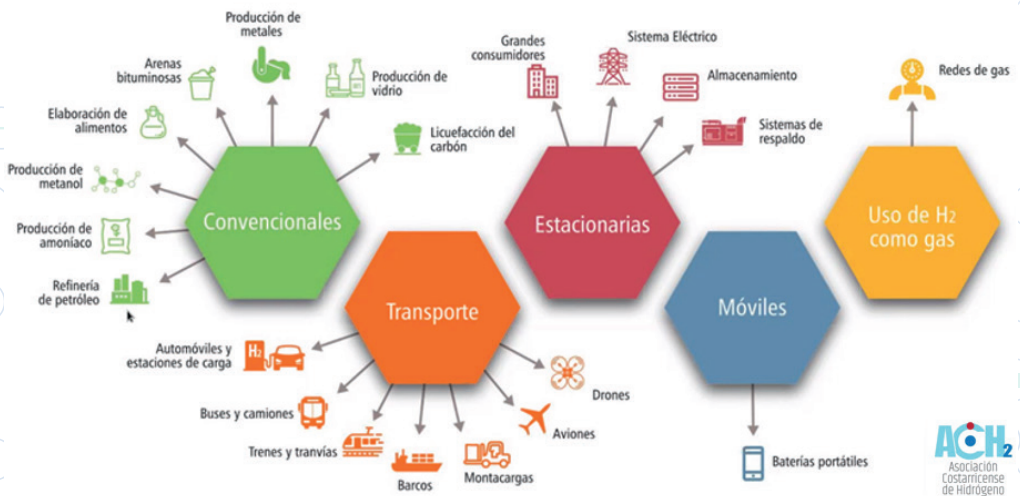 Producción de
metales
Arenas
bituminosas
Producción de
vidrio
Elaboración de
alimentos
Licuefacción del
carbón
Producción de
metanol
Producción de
amoníaco
Refinería
de petróleo
Convencionales
Grandes
consumidores
Sistema Eléctrico
Almacenamiento
Sistemas de
respaldo
Estacionarias
Redes de gas
Uso de H2
como gas
Transporte
Automóviles y
estaciones de carga
H2
Buses y camiones
Trenes y tranvías
Barcos
Montacargas
Aviones
Drones
Móviles
Baterías portátiles
ACH2
Asociación
Costarricense
de Hidrógeno